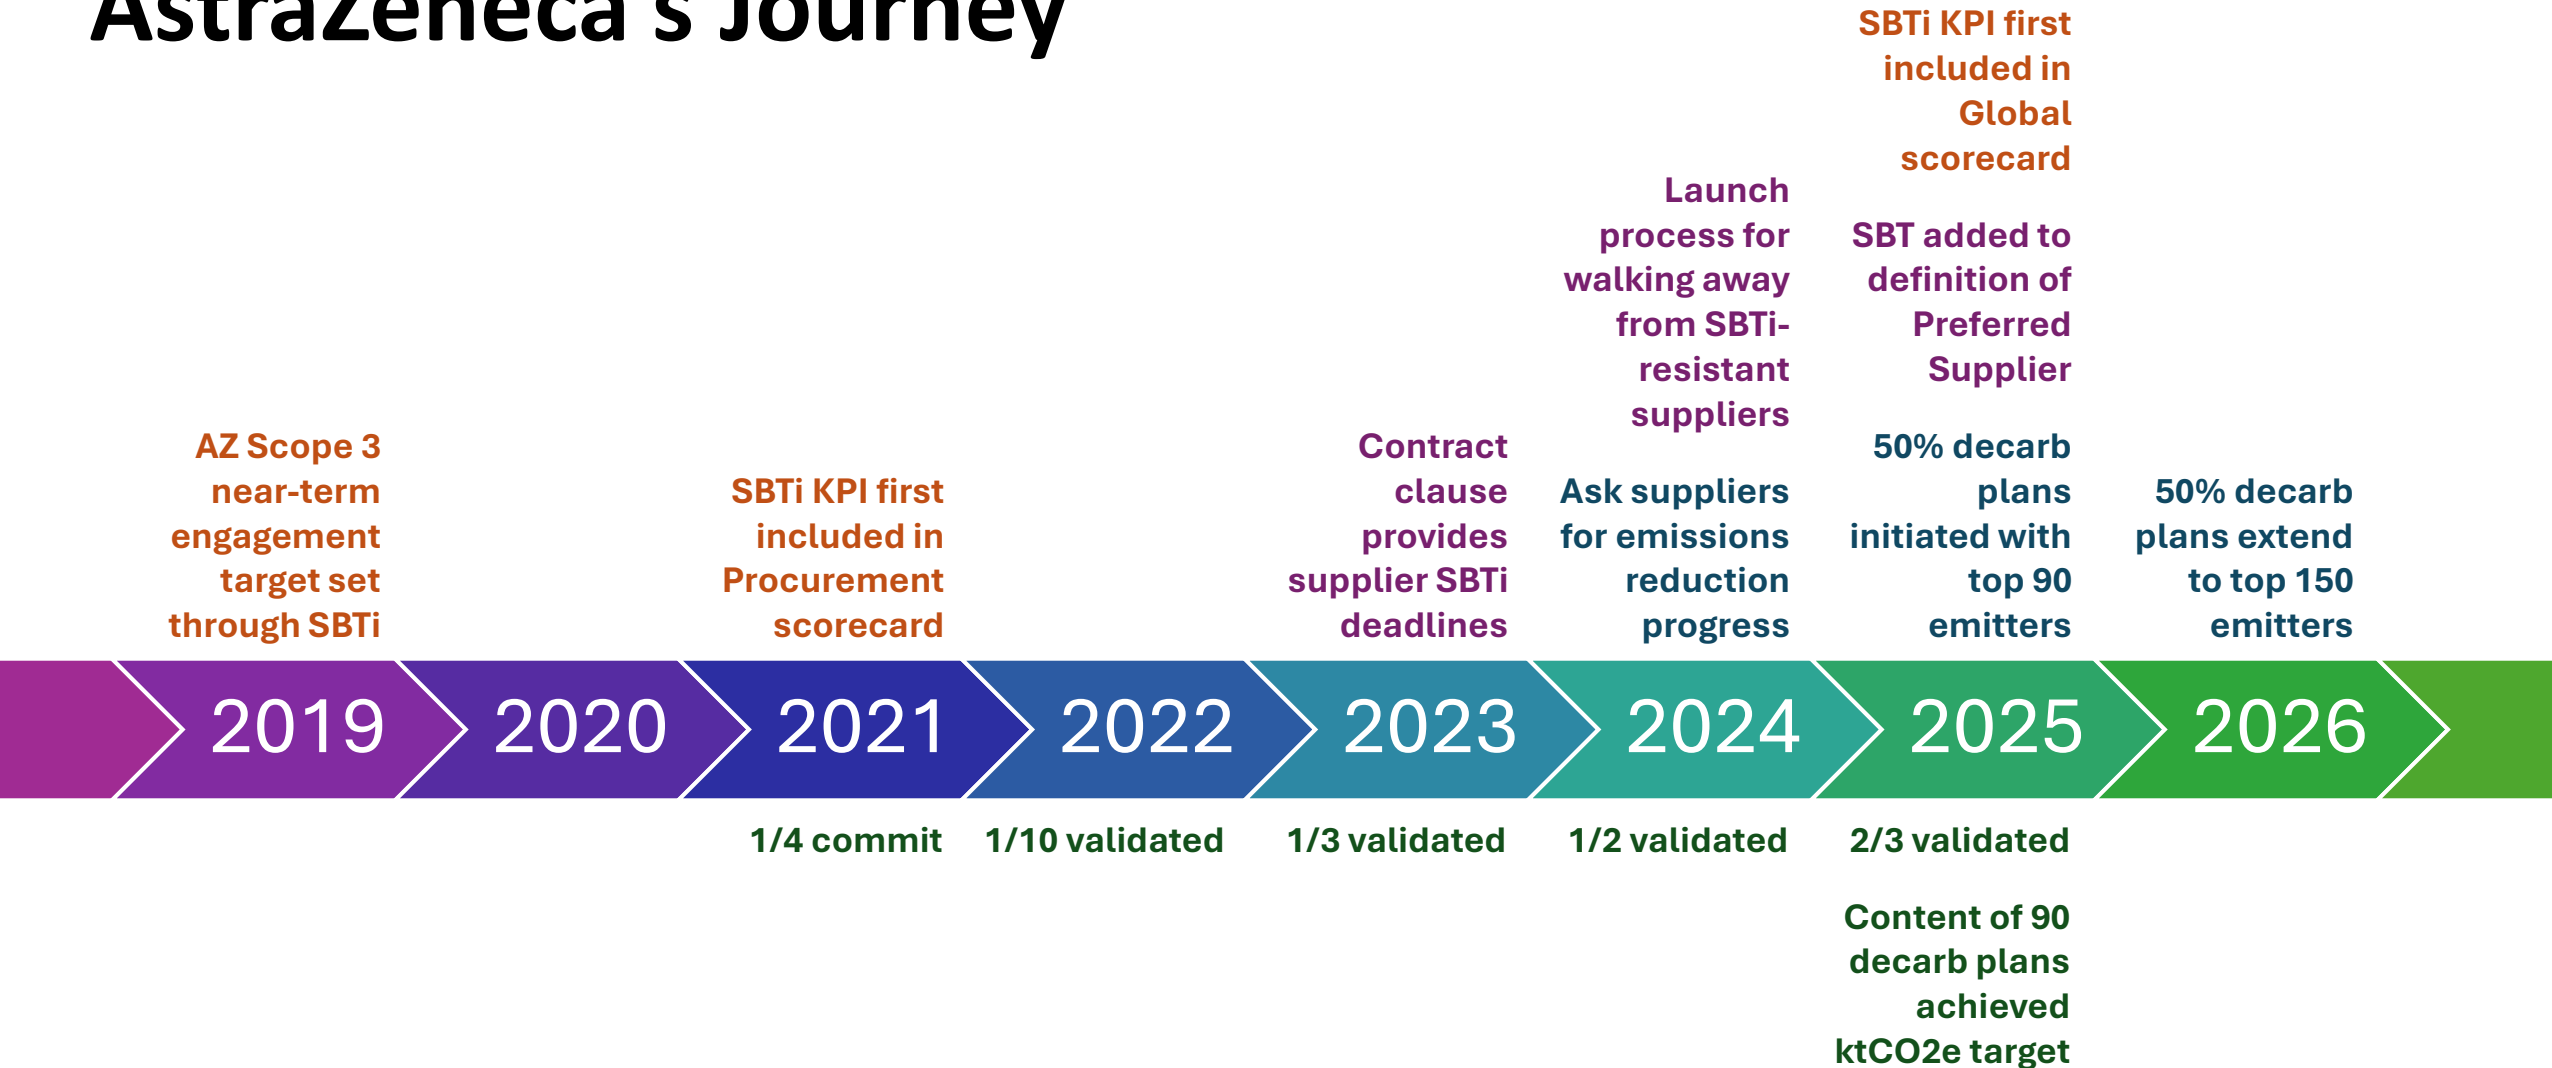 AstraZeneca's Journey
AZ Scope 3
near-term
engagement
target set
through SBTi
SBTi KPI first
included in
Procurement
scorecard
Contract
clause
provides
supplier SBTi
deadlines
Launch
process for
walking away
from SBTi-
resistant
suppliers
Ask suppliers
for emissions
reduction
progress
SBTi KPI first
included in
Global
scorecard
SBT added to
definition of
Preferred
Supplier
50% decarb
plans
initiated with
top 90
emitters
50% decarb
plans extend
to top 150
emitters
2019
2020
2021
2022
2023
2024
2025
2026
1/4 commit
1/10 validated
1/3 validated
1/2 validated
2/3 validated
Content of 90
decarb plans
achieved
ktCO2e target